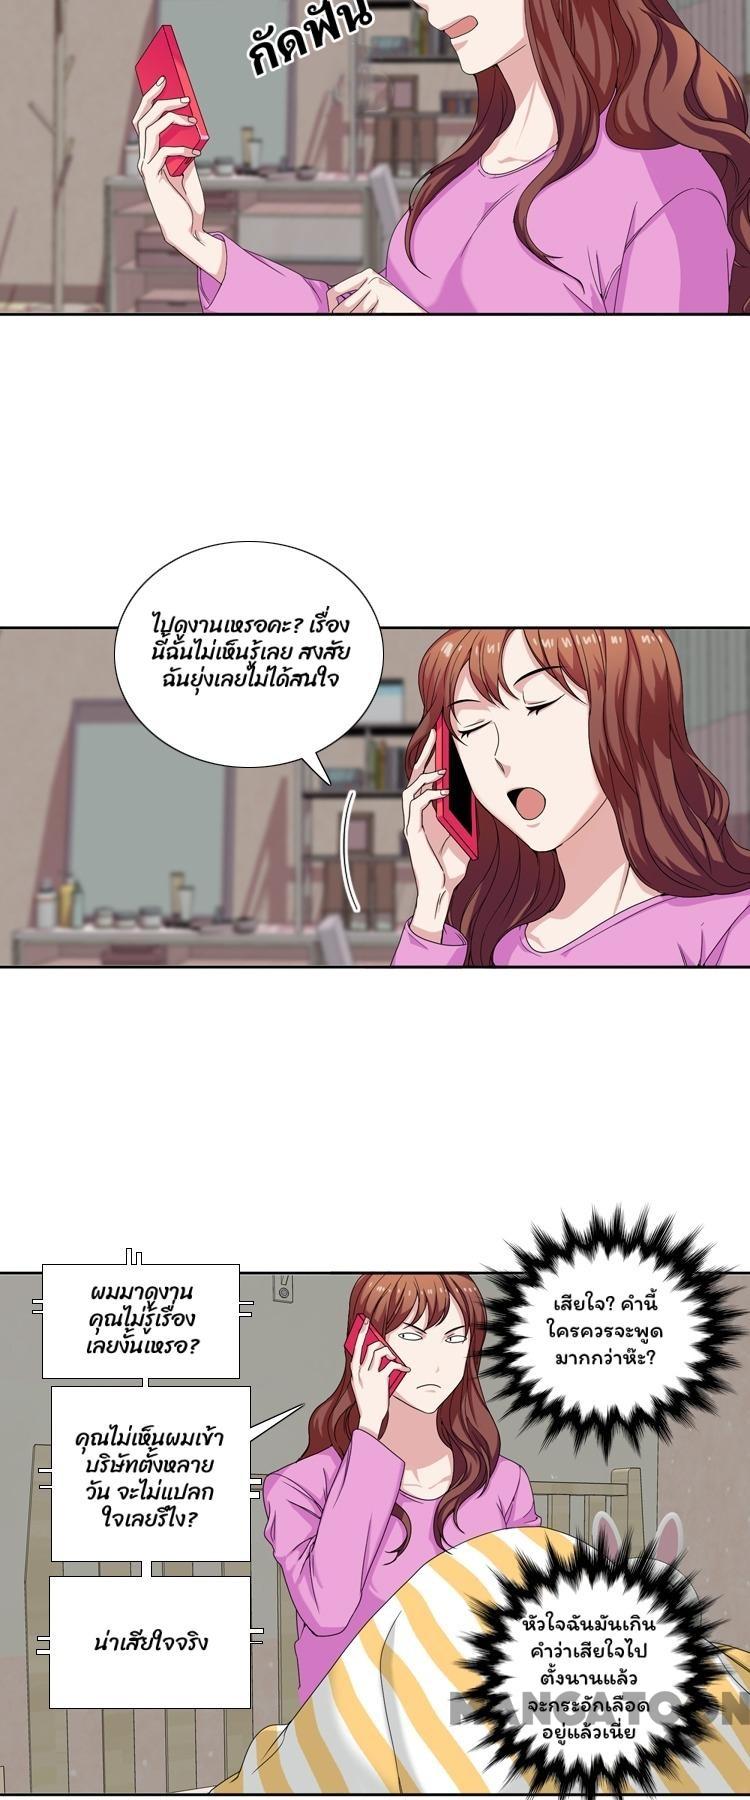 กัดฟัน
ไปดูงานเหรอคะ? เรื่อง
นี้ฉันไม่เห็นรู้เลย สงสัย
ฉันยุ่งเลยไม่ได้สนใจ
ผมมาดูงาน
คุณไม่รู้เรื่อง
เลยงั้นเหรอ?
เสียใจ? คำนี้
ใครควรจะพูด
มากกว่าห๊ะ?
คุณไม่เห็นผมเข้า
บริษัทตั้งหลาย
วัน จะไม่แปลก
ใจเลยรึไง?
น่าเสียใจจริง
หัวใจฉันมันเกิน
คำว่าเสียใจไป
ตั้งนานแล้ว
จะกระอักเลือด
อยู่แล้วเนี่ย
MANGATOON